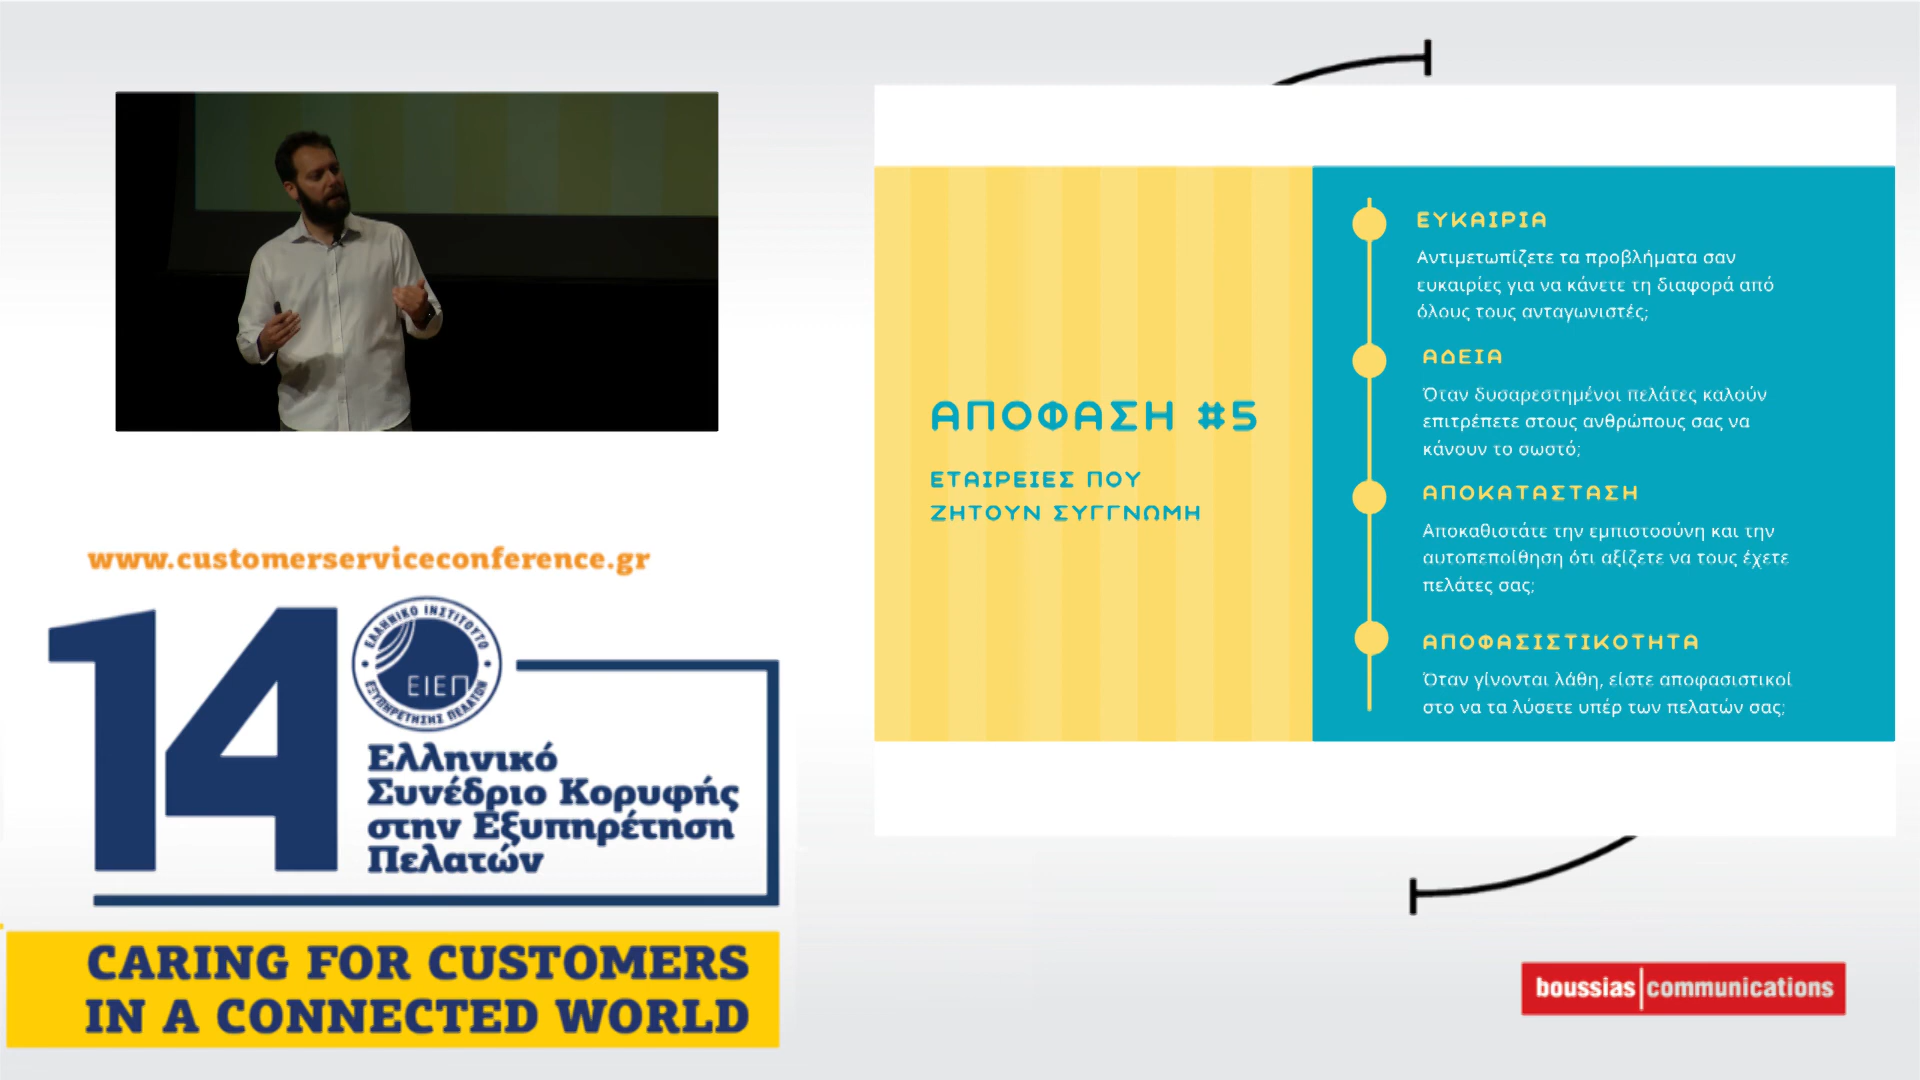 www.customerserviceconference.gr
14
ΕΛΛΗΝΙΚΟ ΙΝΣΤΙΤΟΥΤΟ
ΕΞΥΠΗΡΕΤΗΣΗΣ ΠΕΛΑΤΩΝ
ΕΙΕΠ
Ελληνικό
Συνέδριο Κορυφής
στην Εξυπηρέτηση
Πελατών
CARING FOR CUSTOMERS
IN A CONNECTED WORLD
ΑΠΟΦΑΣΗ #5
ΕΤΑΙΡΕΙΕΣ ΠΟΥ
ΖΗΤΟΥΝ ΣΥΓΓΝΩΜΗ
ΕΥΚΑΙΡΙΑ
Αντιμετωπίζετε τα προβλήματα σαν
ευκαιρίες για να κάνετε τη διαφορά από
όλους τους ανταγωνιστές;
ΑΔΕΙΑ
Όταν δυσαρεστημένοι πελάτες καλούν
επιτρέπετε στους ανθρώπους σας να
κάνουν το σωστό;
ΑΠΟΚΑΤΑΣΤΑΣΗ
Αποκαθιστάτε την εμπιστοσύνη και την
αυτοπεποίθηση ότι αξίζετε να τους έχετε
πελάτες σας;
ΑΠΟΦΑΣΙΣΤΙΚΟΤΗΤΑ
Όταν γίνονται λάθη, είστε αποφασιστικοί
στο να τα λύσετε υπέρ των πελατών σας;
boussias|communications